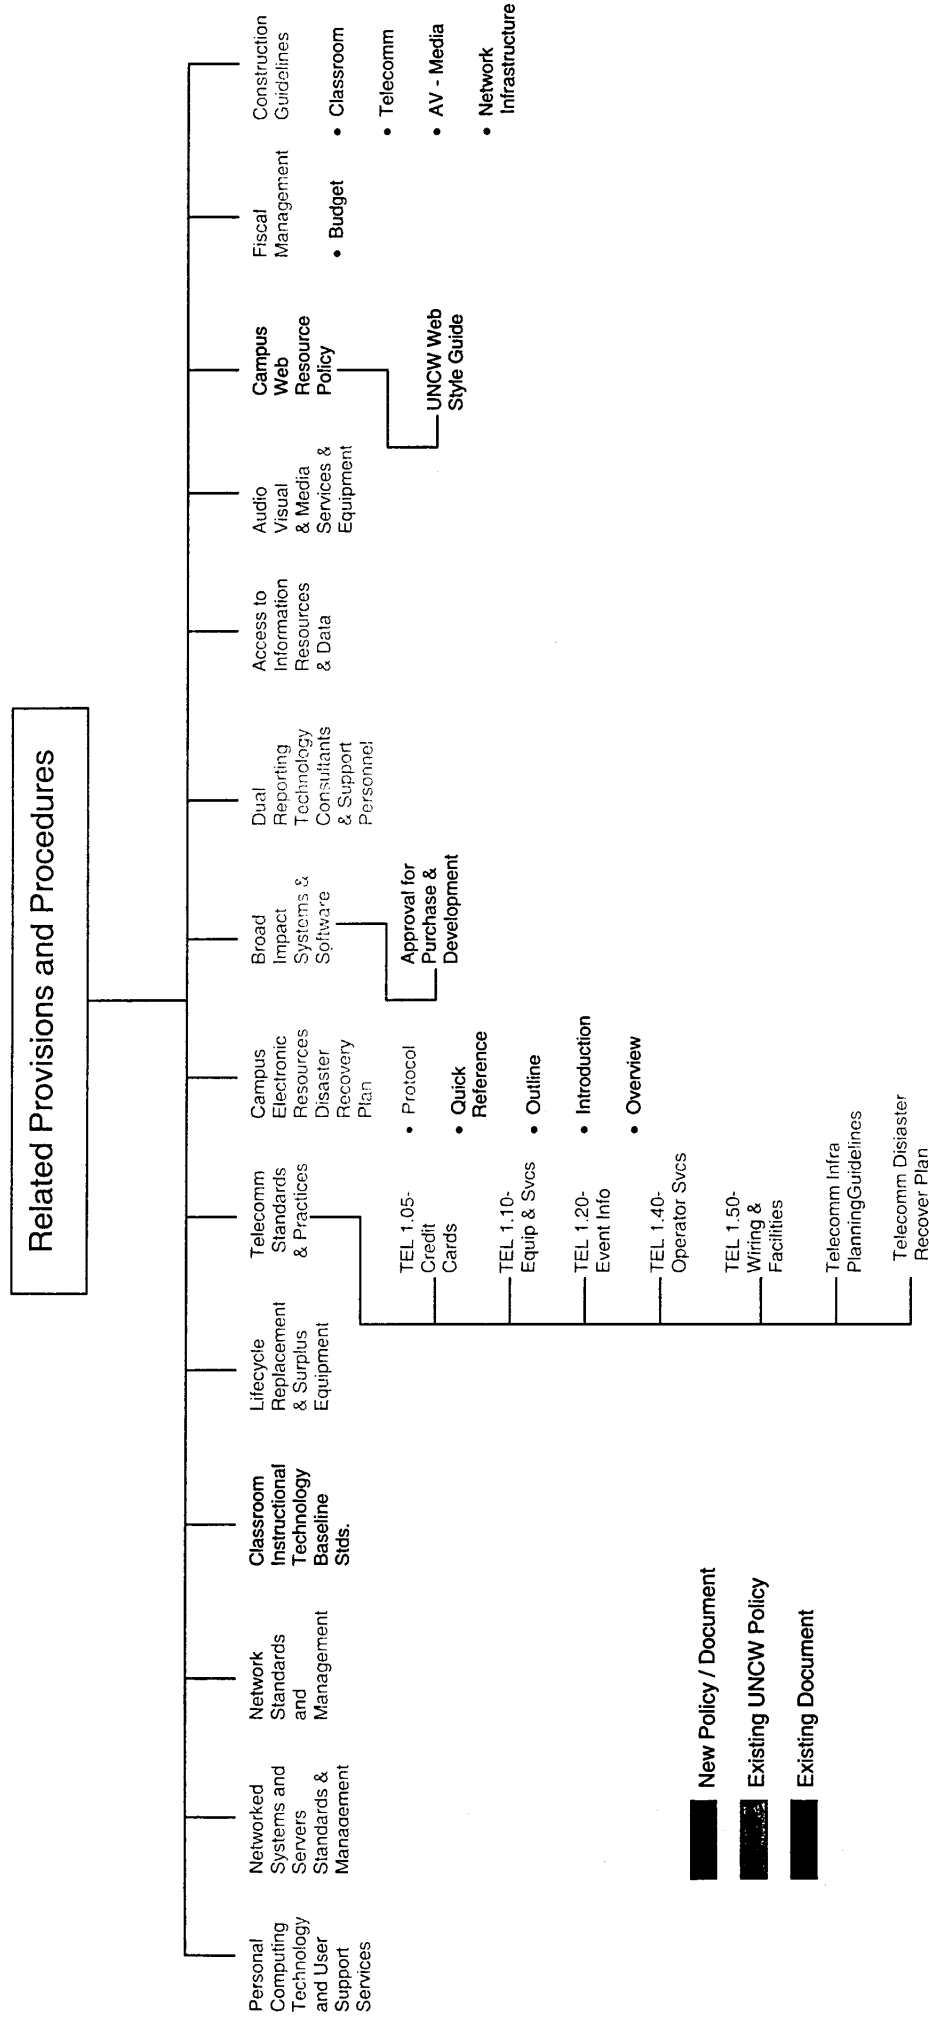 Related Provisions and Procedures
Personal
Computing
Technology
and User
Support
Services
Networked
Systems and
Servers
Standards &
Management
Network
Standards
and
Management
Classroom
Instructional
Technology
Baseline
Stds.
Lifecycle
Replacement
& Surplus
Equipment
Telecomm
Standards
& Practices
TEL 1.05-
Credit
Cards
TEL 1.10-
Equip & Svcs
TEL 1.20-
Event Info
TEL 1.40-
Operator Svcs
TEL 1.50-
Wiring &
Facilities
Telecomm Infra
PlanningGuidelines
Telecomm Disiaster
Recover Plan
Campus
Electronic
Resources
Disaster
Recovery
Plan
• Protocol
• Quick
Reference
• Outline
• Introduction
• Overview
Broad
Impact
Systems &
Software
Approval for
Purchase &
Development
Dual
Reporting
Technology
Consultants
& Support
Personnel
Access to
Information
Resources
& Data
Audio
Visual
& Media
Services &
Equipment
Campus
Web
Resource
Policy
UNCW Web
Style Guide
Fiscal
Management
• Budget
Construction
Guidelines
• Classroom
• Telecomm
• AV - Media
• Network
Infrastructure
New Policy / Document
Existing UNCW Policy
Existing Document